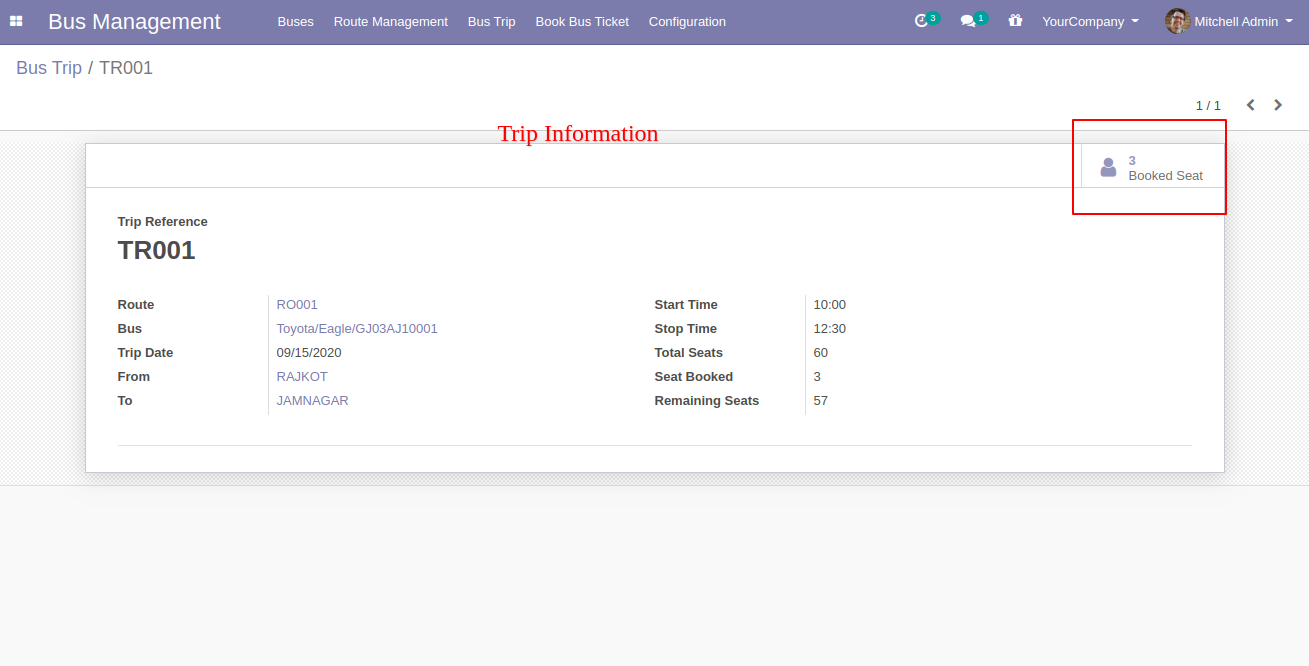 Bus Management Buses Route Management Bus Trip Book Bus Ticket Configuration 3 1 YourCompany Mitchell Admin
Bus Trip / TR001
1 / 1
Trip Information
3
Booked Seat
Trip Reference
TR001
Route RO001 Start Time 10:00
Bus Toyota/Eagle/GJ03AJ10001 Stop Time 12:30
Trip Date 09/15/2020 Total Seats 60
From RAJKOT Seat Booked 3
To JAMNAGAR Remaining Seats 57